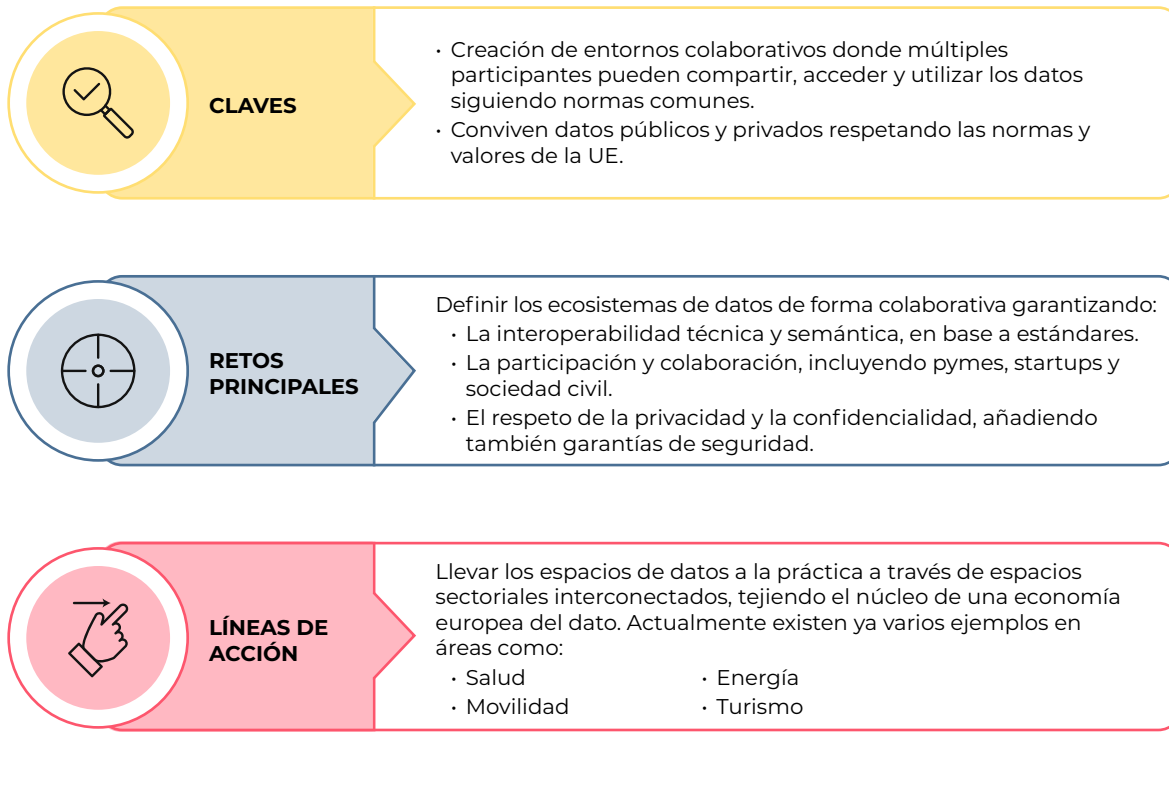 CLAVES
· Creación de entornos colaborativos donde múltiples
participantes pueden compartir, acceder y utilizar los datos
siguiendo normas comunes.
· Conviven datos públicos y privados respetando las normas y
valores de la UE.
RETOS
PRINCIPALES
Definir los ecosistemas de datos de forma colaborativa garantizando:
· La interoperabilidad técnica y semántica, en base a estándares.
· La participación y colaboración, incluyendo pymes, startups y
sociedad civil.
· El respeto de la privacidad y la confidencialidad, añadiendo
también garantías de seguridad.
LÍNEAS DE
ACCIÓN
Llevar los espacios de datos a la práctica a través de espacios
sectoriales interconectados, tejiendo el núcleo de una economía
europea del dato. Actualmente existen ya varios ejemplos en
áreas como:
· Salud
· Movilidad
· Energía
· Turismo